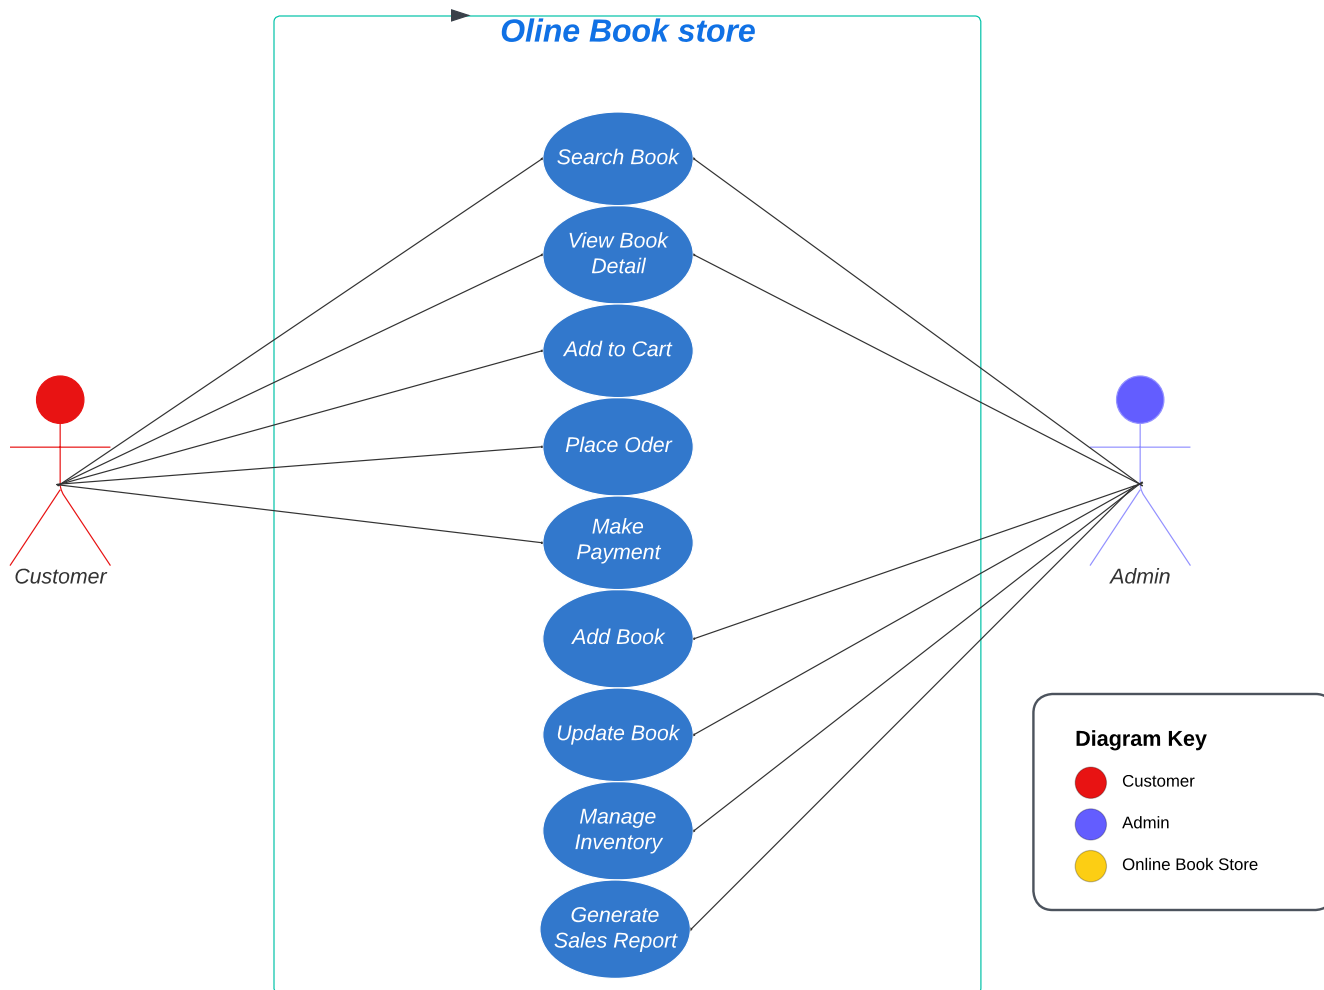 Oline Book store
Search Book
View Book
Detail
Add to Cart
Place Oder
Make
Payment
Customer
Admin
Add Book
Update Book
Manage
Inventory
Generate
Sales Report
Diagram Key
Customer
Admin
Online Book Store